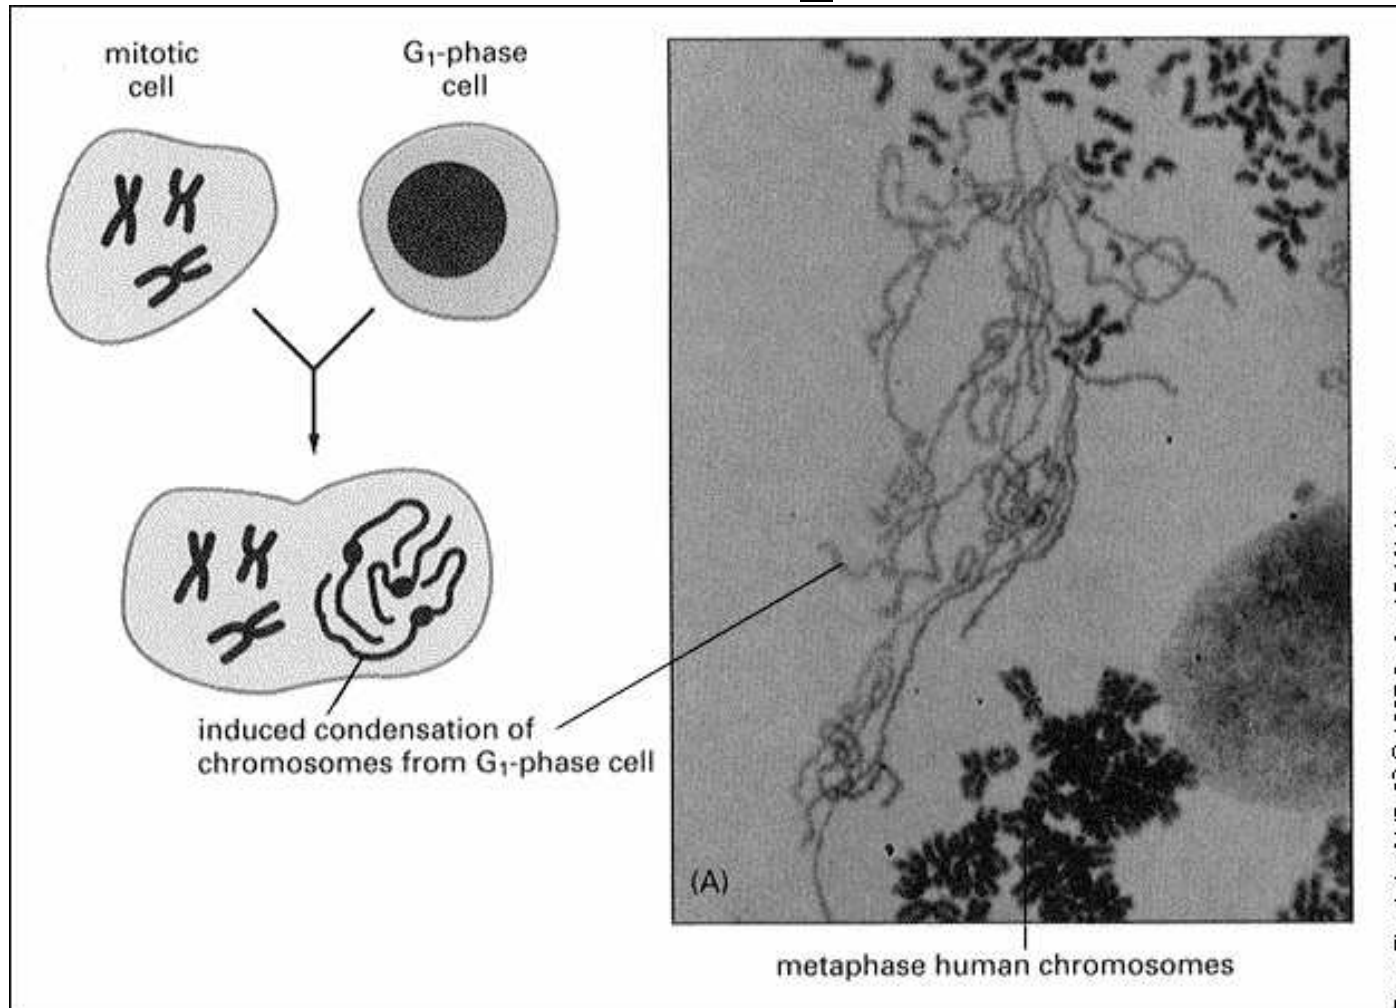 mitotic
cell
G₁-phase
cell
induced condensation of
chromosomes from G₁-phase cell
(A)
metaphase human chromosomes